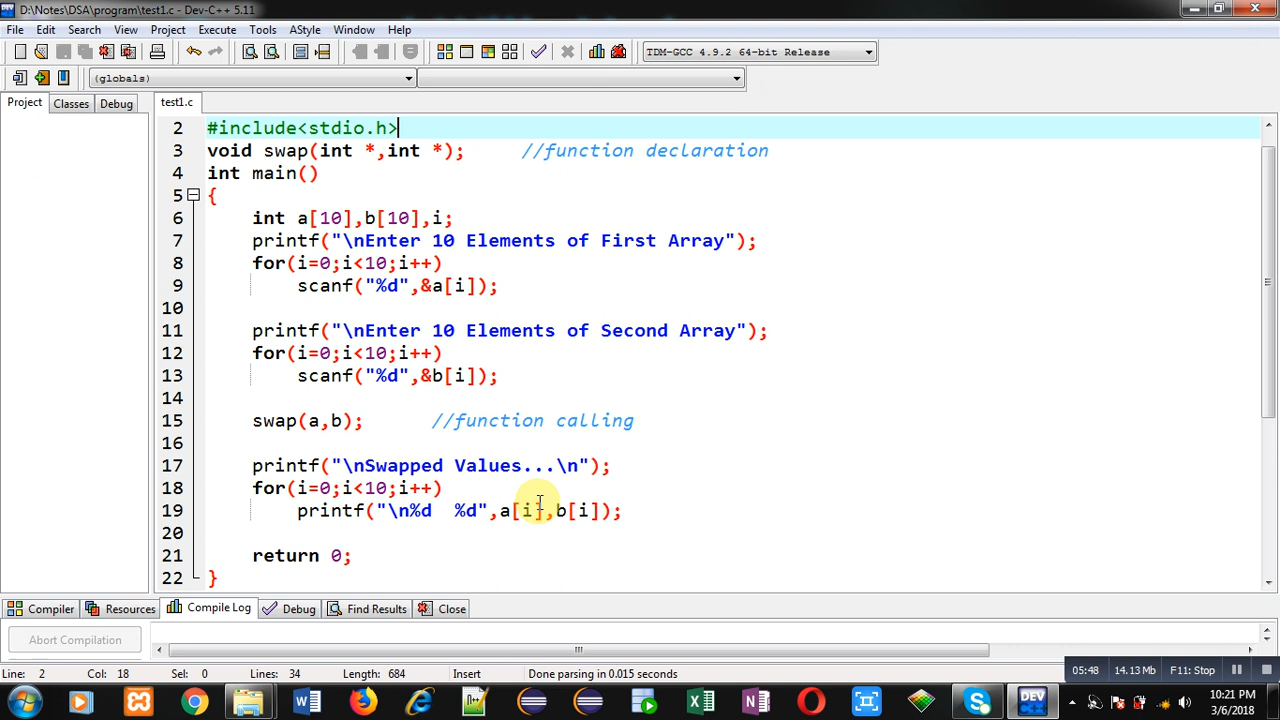 D:\Notes\DSA\program\test1.c - Dev-C++ 5.11
File Edit Search View Project Execute Tools AStyle Window Help
TDM-GCC 4.9.2 64-bit Release
(globals)
Project Classes Debug test1.c
2 #include<stdio.h>
3 void swap(int *,int *); //function declaration
4 int main()
5 {
6 int a[10],b[10],i;
7 printf("\nEnter 10 Elements of First Array");
8 for(i=0;i<10;i++)
9 scanf("%d",&a[i]);
10
11 printf("\nEnter 10 Elements of Second Array");
12 for(i=0;i<10;i++)
13 scanf("%d",&b[i]);
14
15 swap(a,b); //function calling
16
17 printf("\nSwapped Values...\n");
18 for(i=0;i<10;i++)
19 printf("\n%d %d",a[i],b[i]);
20
21 return 0;
22 }
Compiler Resources Compile Log Debug Find Results Close
Abort Compilation
Line: 2 Col: 18 Sel: 0 Lines: 34 Length: 684 Insert Done parsing in 0.015 seconds
05:48 14.13 Mb F11: Stop
10:21 PM
3/6/2018